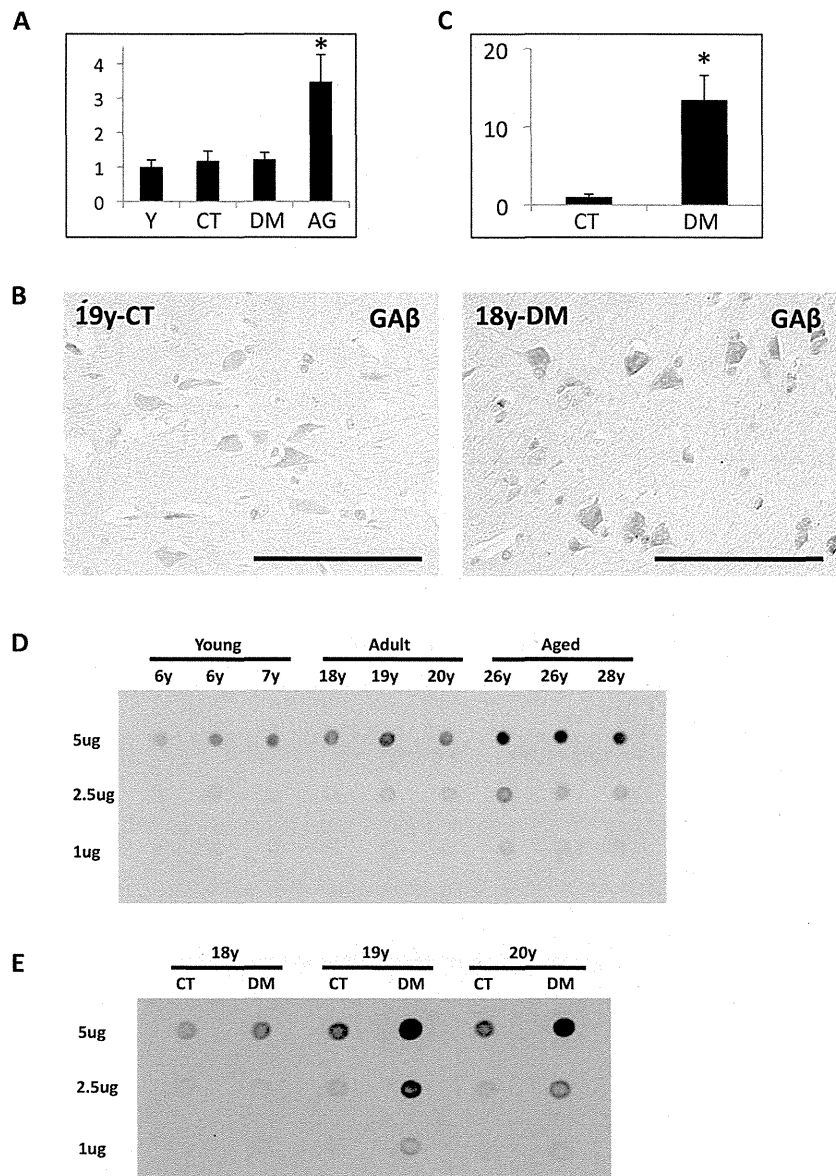 A
4
3
2
1
0
Y CT DM AG
*
C
20
10
0
CT DM
*
B
19y-CT GAβ
18y-DM GAβ
D
Young Adult Aged
6y 6y 7y 18y 19y 20y 26y 26y 28y
5ug
2.5ug
1ug
E
18y 19y 20y
CT DM CT DM CT DM
5ug
2.5ug
1ug